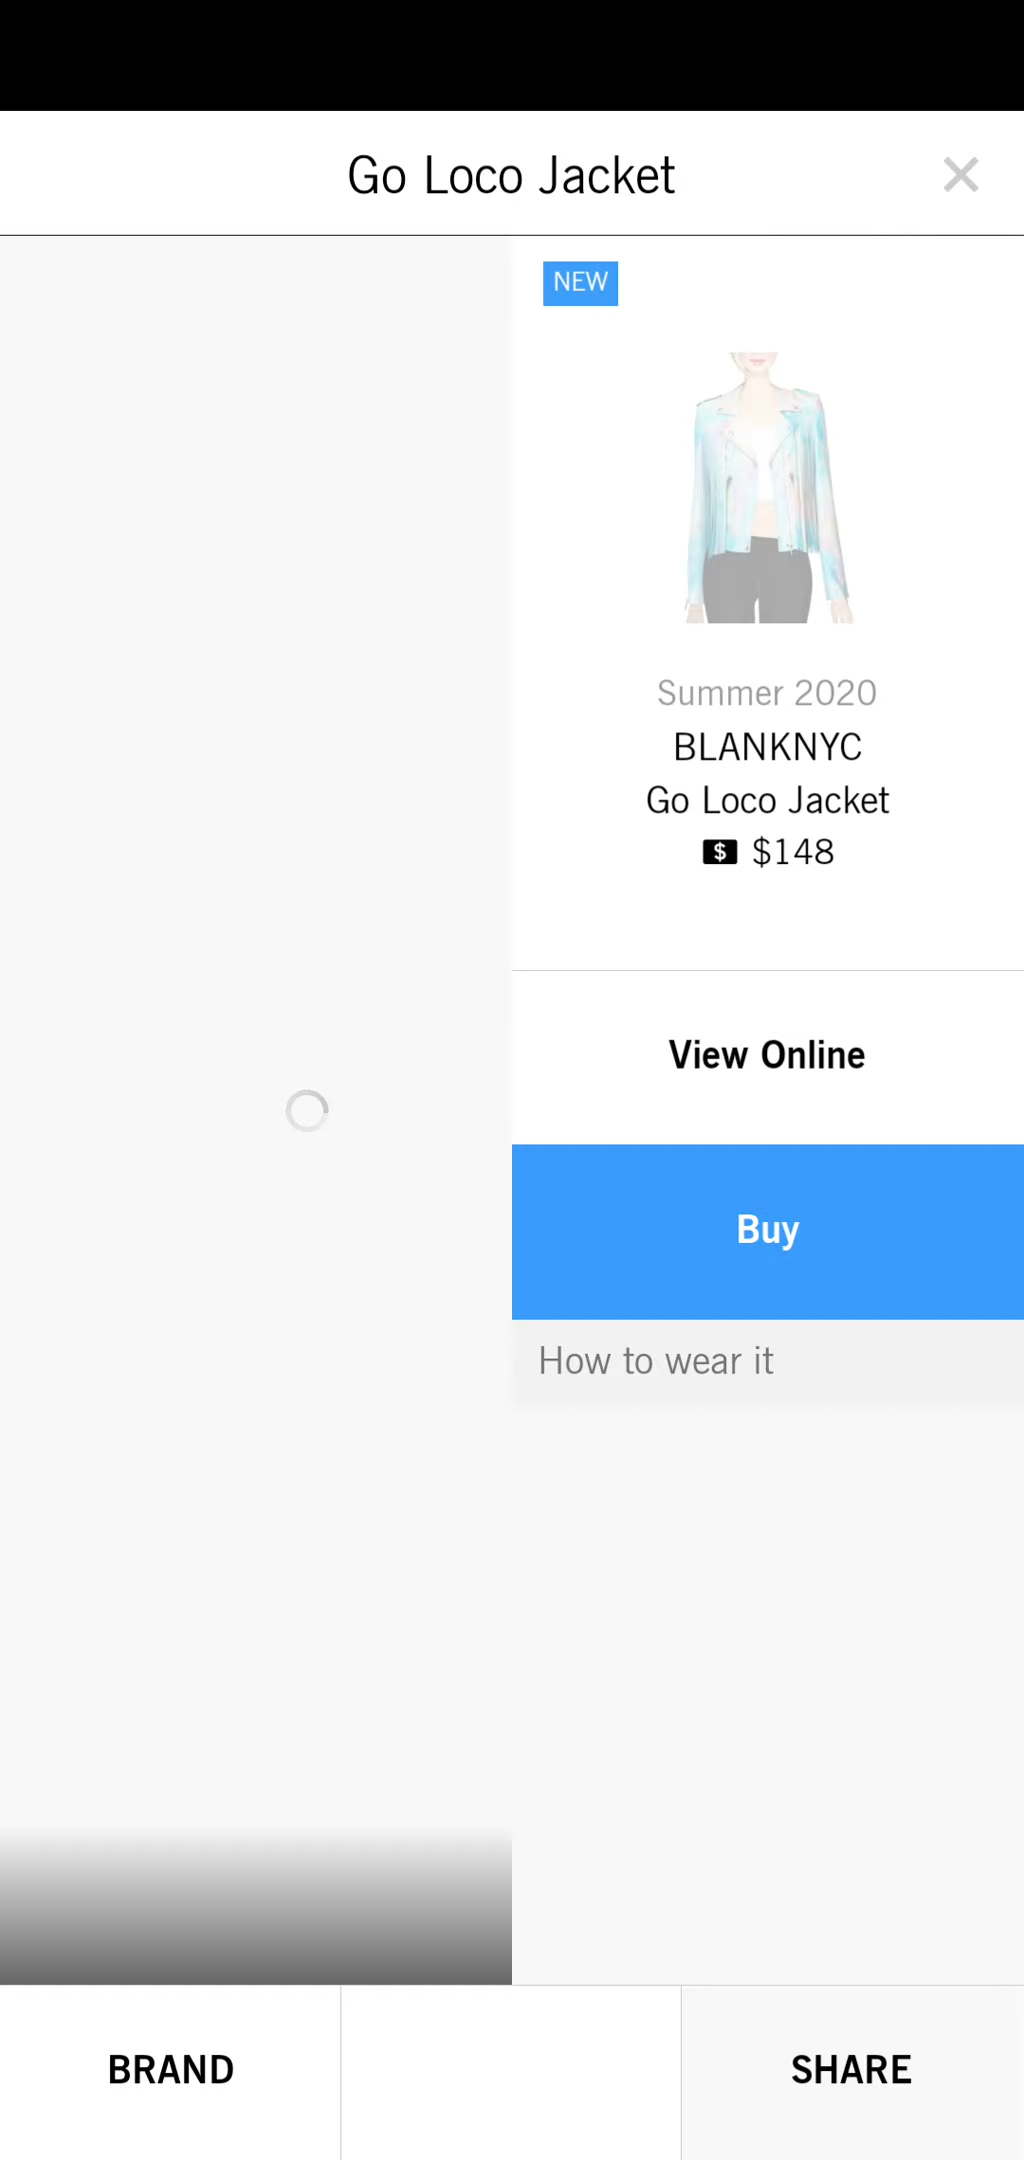 Go Loco Jacket
NEW
Summer 2020
BLANKNYC
Go Loco Jacket
$ $148
View Online
Buy
How to wear it
BRAND
SHARE